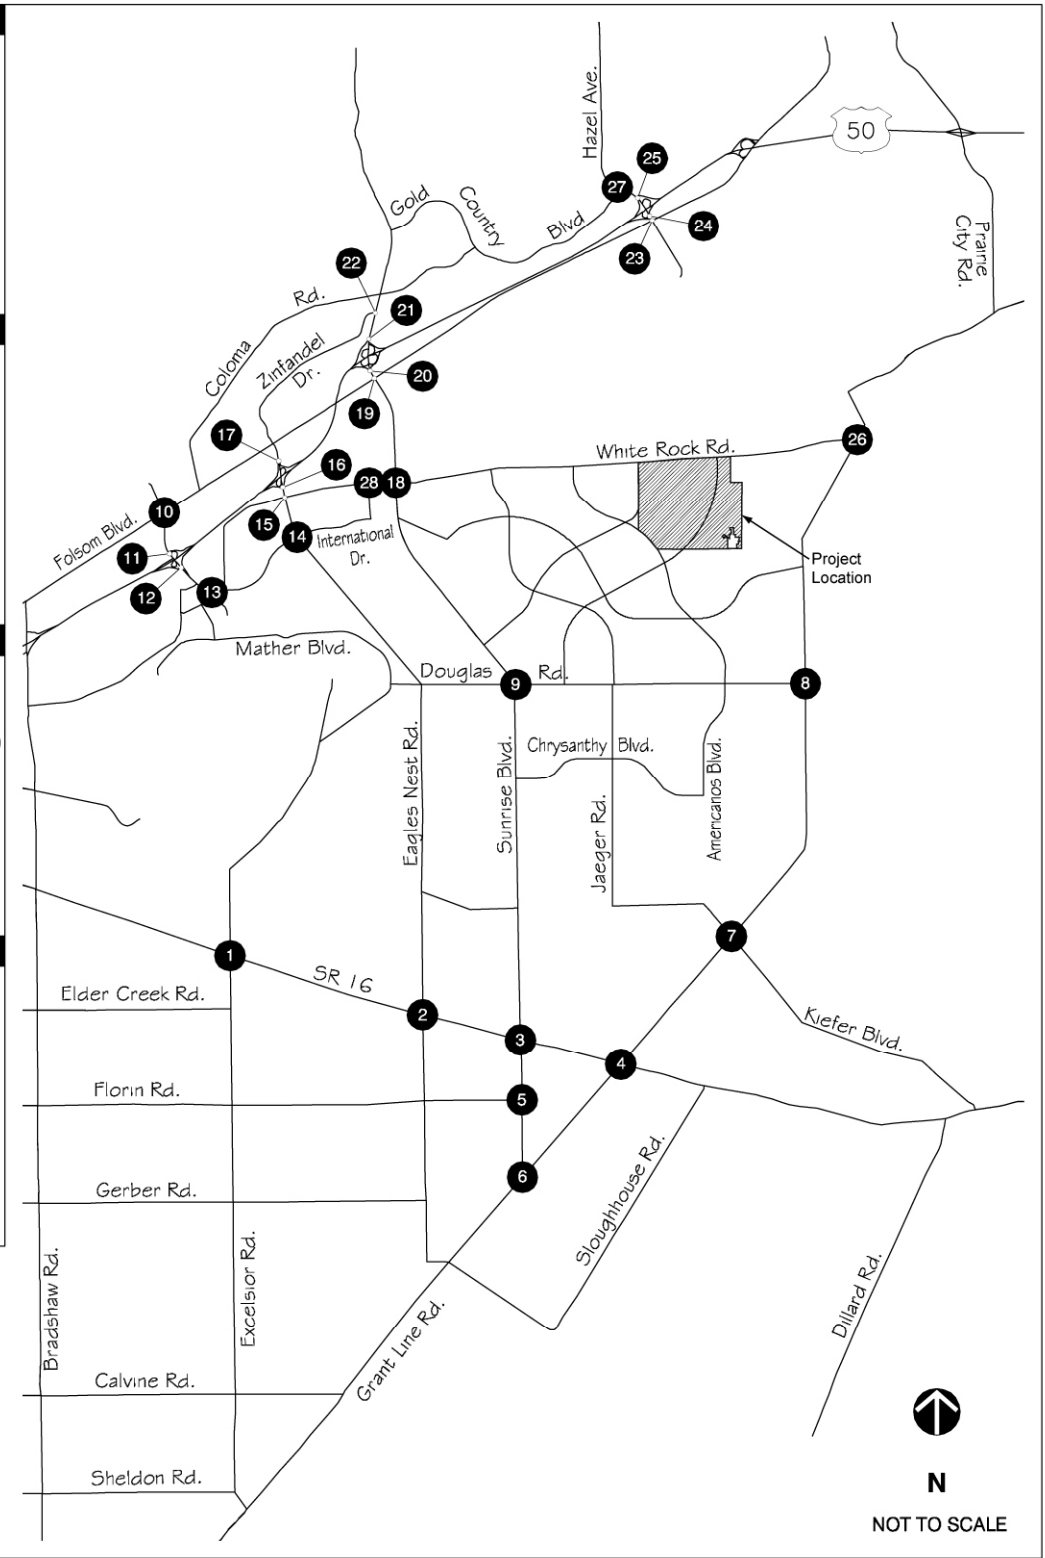 Hazel Ave.
50
25
27
Gold
Country
Blvd
24
Prairie
City Rd.
23
22
Rd.
21
Coloma
Zinfandel
Dr.
20
19
17
16
26
White Rock Rd.
28
18
10
Folsom Blvd.
15
14
International
Dr.
11
Project
Location
12
13
Mather Blvd.
Douglas
Rd.
9
8
Eagles Nest Rd.
Sunrise Blvd.
Chrysanthy
Blvd.
Jaeger Rd.
Americanos Blvd.
7
1
SR 16
Elder Creek Rd.
2
3
Kiefer Blvd.
4
Florin Rd.
5
6
Gerber Rd.
Sloughhouse Rd.
Bradshaw Rd.
Excelsior Rd.
Dillard Rd.
Grant Line Rd.
Calvine Rd.
Sheldon Rd.
N
NOT TO SCALE